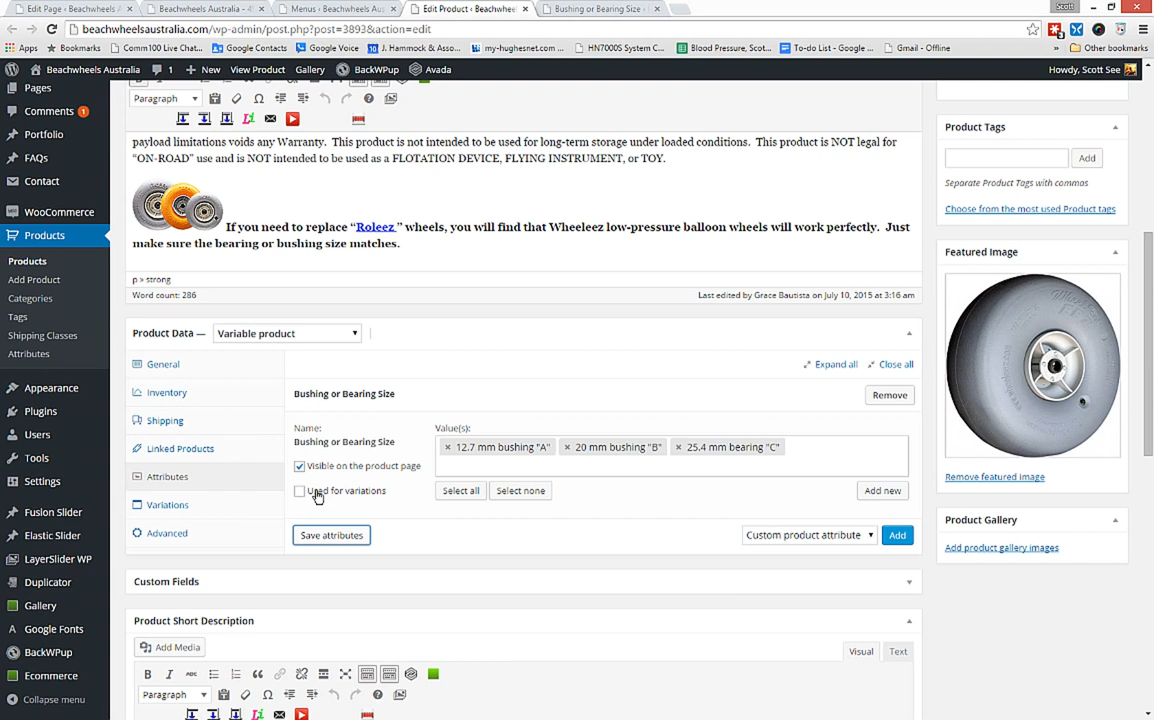 Edit Page ‹ Beachwheels A
Beachwheels Australia – 4
Menus ‹ Beachwheels Aust
Edit Product ‹ Beachwheel
Bushing or Bearing Size ‹
Scott
beachwheelsaustralia.com/wp-admin/post.php?post=3893&action=edit
Apps
Bookmarks
Comm100 Live Chat...
Google Contacts
Google Voice
J. Hammock & Asso...
my-hughesnet.com...
HN7000S System C...
Blood Pressure, Scot...
To-do List - Google ...
Gmail - Offline
Other bookmarks
Beachwheels Australia
1
+ New
View Product
Gallery
BackWPup
Avada
Howdy, Scott See
Pages
Comments 1
Portfolio
FAQs
Contact
WooCommerce
Products
Products
Add Product
Categories
Tags
Shipping Classes
Attributes
Appearance
Plugins
Users
Tools
Settings
Fusion Slider
Elastic Slider
LayerSlider WP
Duplicator
Gallery
Google Fonts
BackWPup
Ecommerce
Collapse menu
Paragraph
payload limitations voids any Warranty. This product is not intended to be used for long-term storage under loaded conditions. This product is NOT legal for
“ON-ROAD” use and is NOT intended to be used as a FLOTATION DEVICE, FLYING INSTRUMENT, or TOY.
If you need to replace “Roleez ” wheels, you will find that Wheeleez low-pressure balloon wheels will work perfectly. Just
make sure the bearing or bushing size matches.
p » strong
Word count: 286
Last edited by Grace Bautista on July 10, 2015 at 3:16 am
Product Data —
Variable product
General
Inventory
Shipping
Linked Products
Attributes
Variations
Advanced
Expand all
Close all
Bushing or Bearing Size
Remove
Name:
Bushing or Bearing Size
Visible on the product page
Used for variations
Value(s):
× 12.7 mm bushing "A"
× 20 mm bushing "B"
× 25.4 mm bearing "C"
Select all
Select none
Add new
Save attributes
Custom product attribute
Add
Custom Fields
Product Short Description
Add Media
Visual
Text
B I ABC
Paragraph
Product Tags
Add
Separate Product Tags with commas
Choose from the most used Product tags
Featured Image
Remove featured image
Product Gallery
Add product gallery images